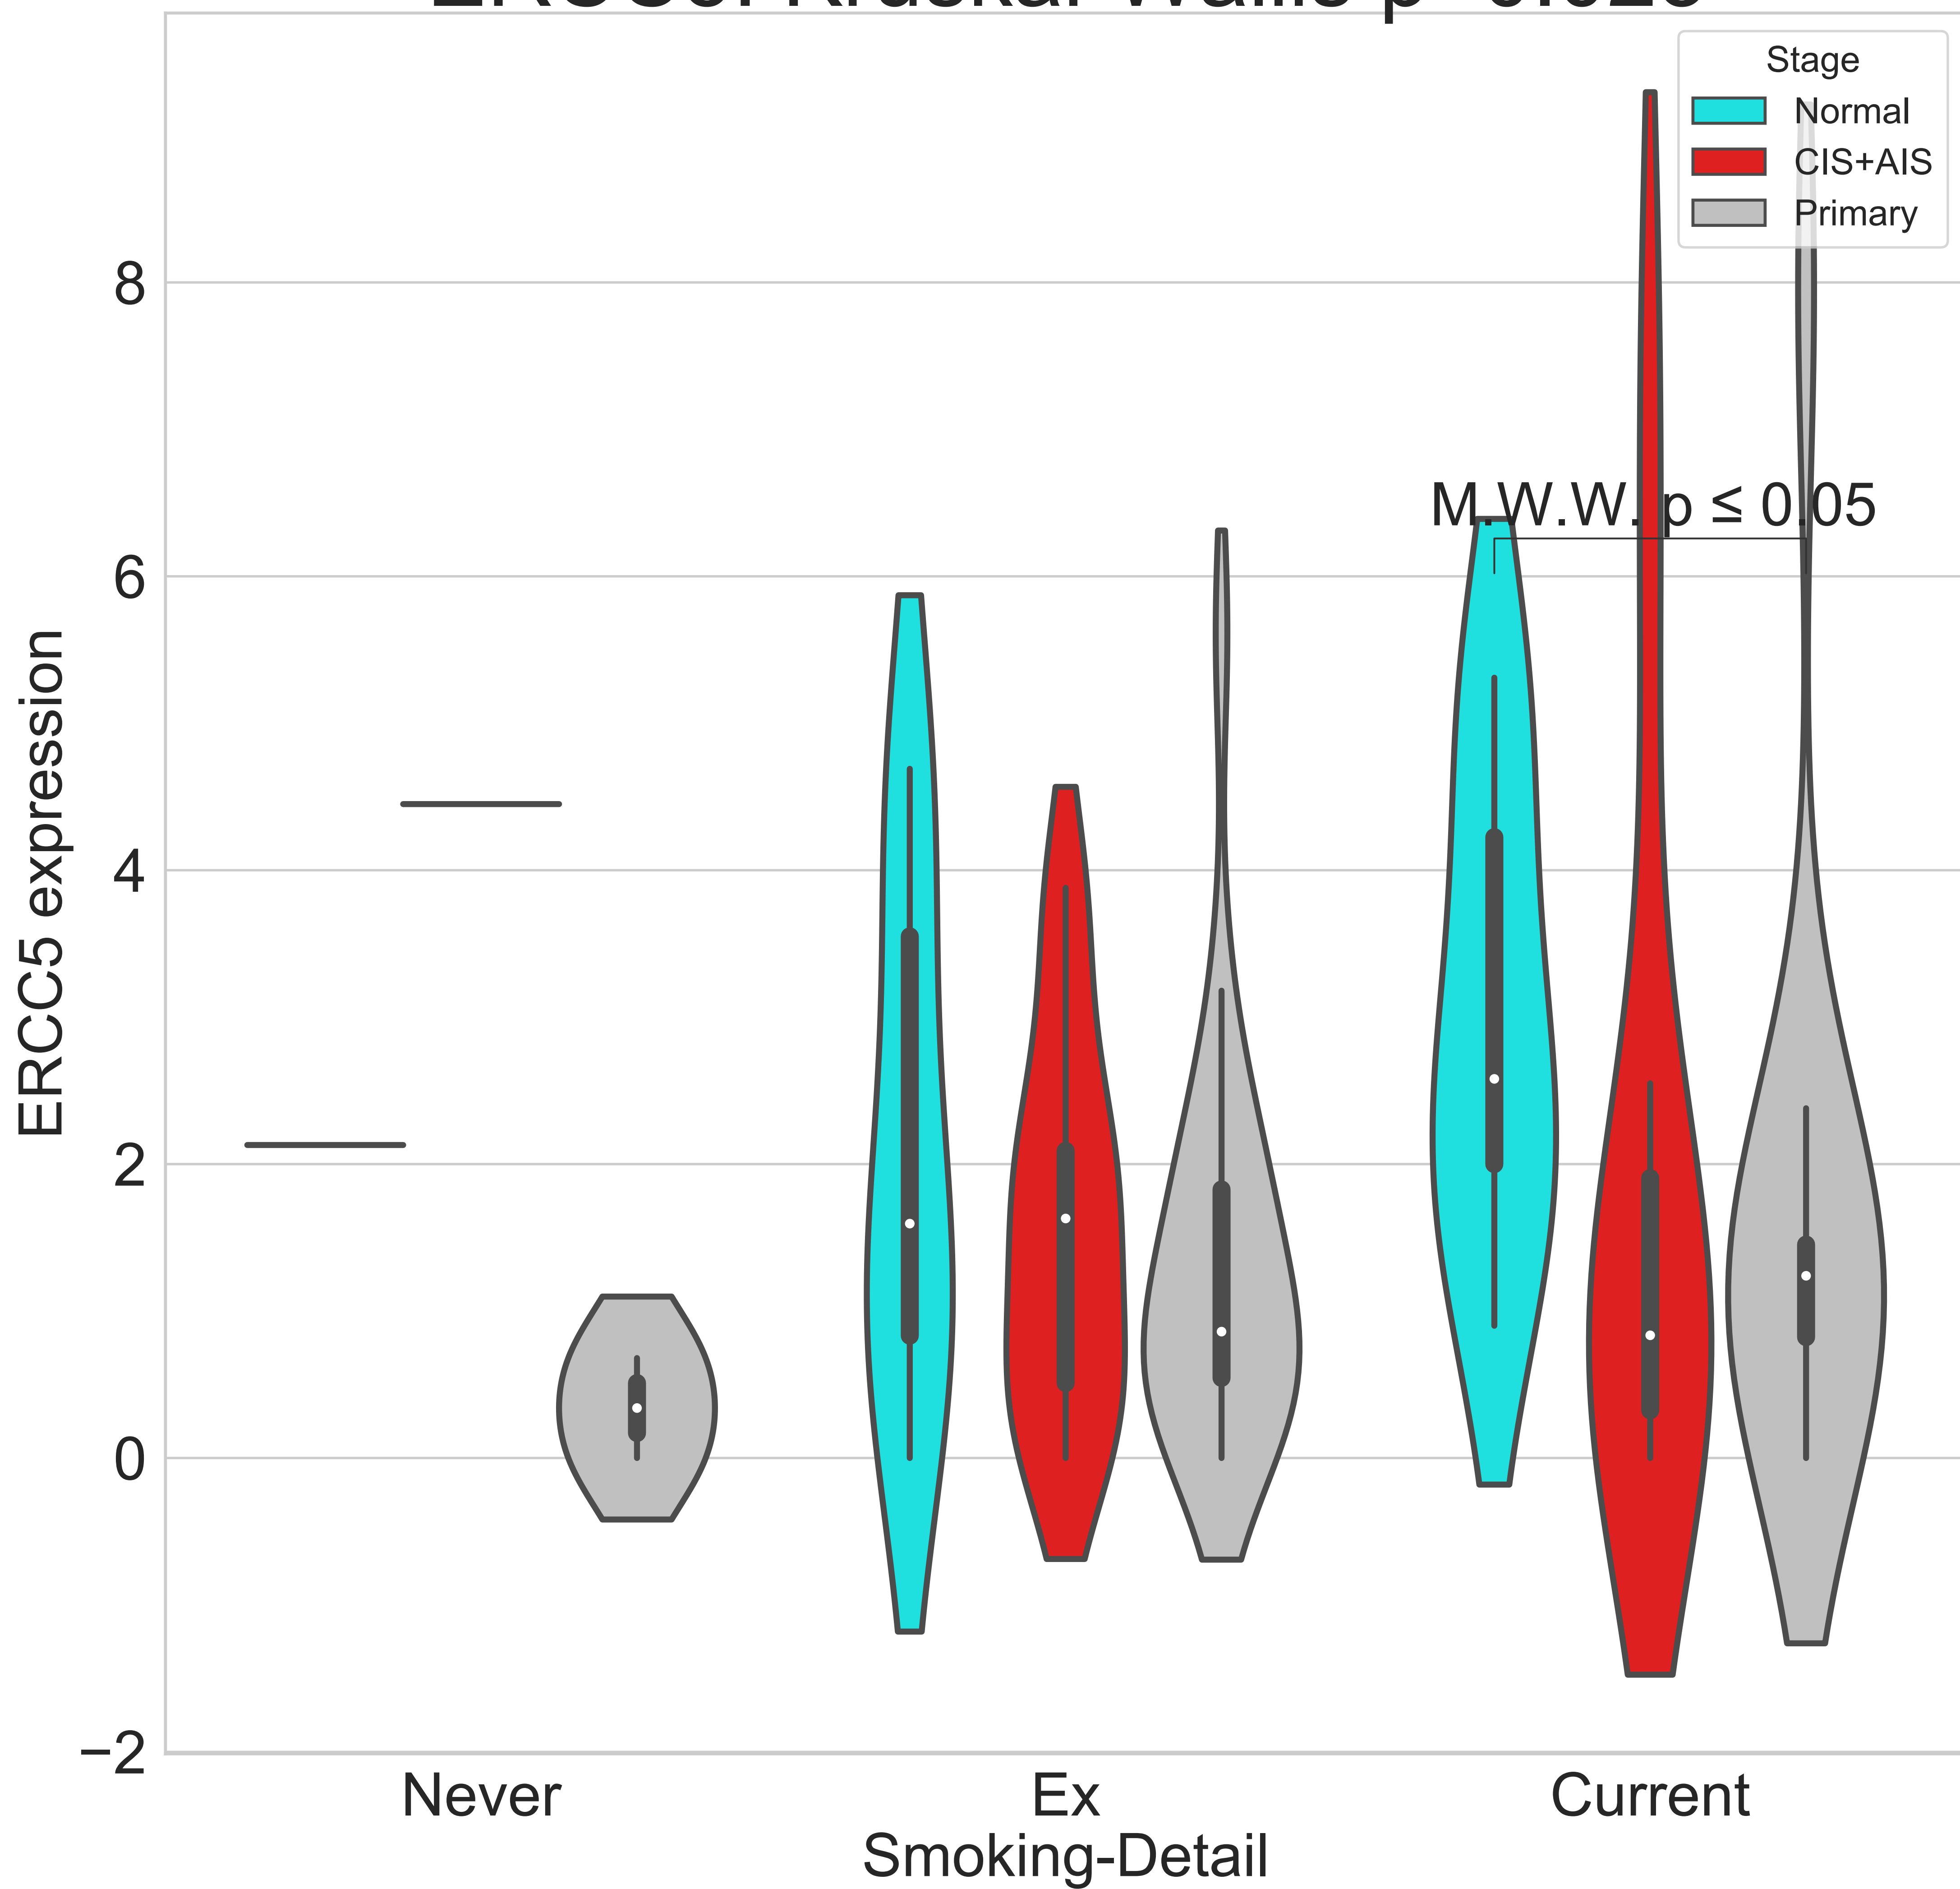 Stage
Normal
CIS+AIS
Primary
M.W.W. p ≤ 0.05
ERCC5 expression
8
6
4
2
0
−2
Never Ex Current
Smoking-Detail